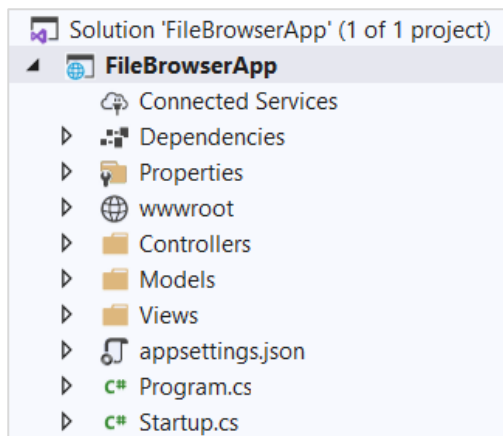 Solution 'FileBrowserApp' (1 of 1 project)
FileBrowserApp
Connected Services
Dependencies
Properties
wwwroot
Controllers
Models
Views
appsettings.json
C# Program.cs
C# Startup.cs